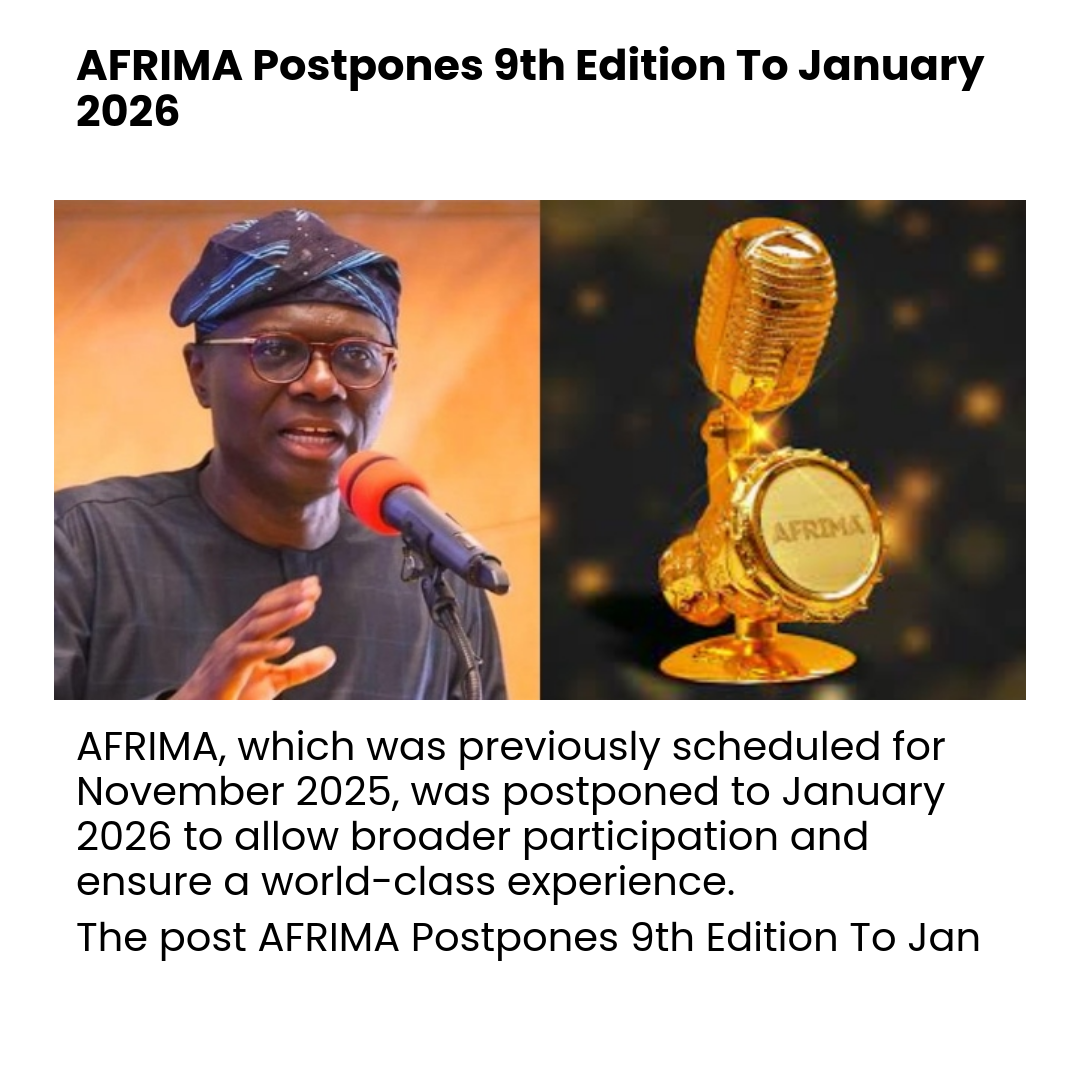 AFRIMA Postpones 9th Edition To January
2026
AFRIMA
AFRIMA, which was previously scheduled for
November 2025, was postponed to January
2026 to allow broader participation and
ensure a world-class experience.
The post AFRIMA Postpones 9th Edition To Jan